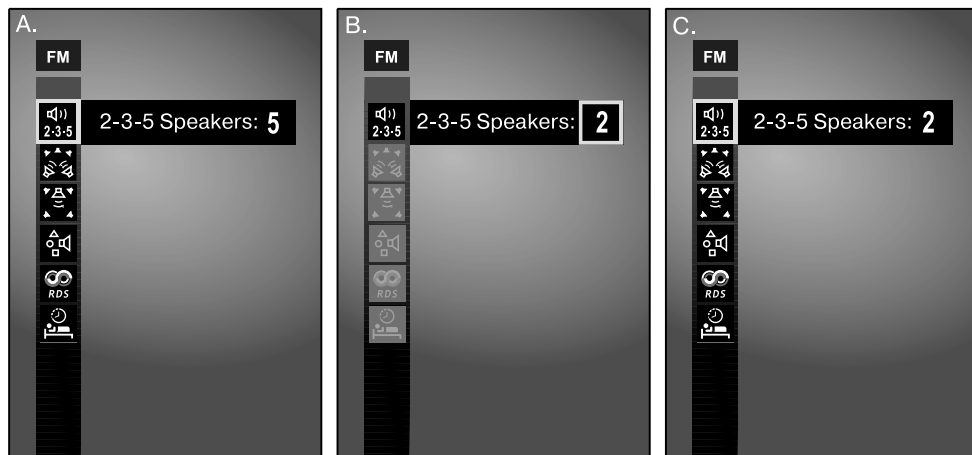 A.
FM
2-3-5 Speakers: 5
2•3•5
RDS
B.
FM
2-3-5 Speakers: 2
2•3•5
RDS
C.
FM
2-3-5 Speakers: 2
2•3•5
RDS